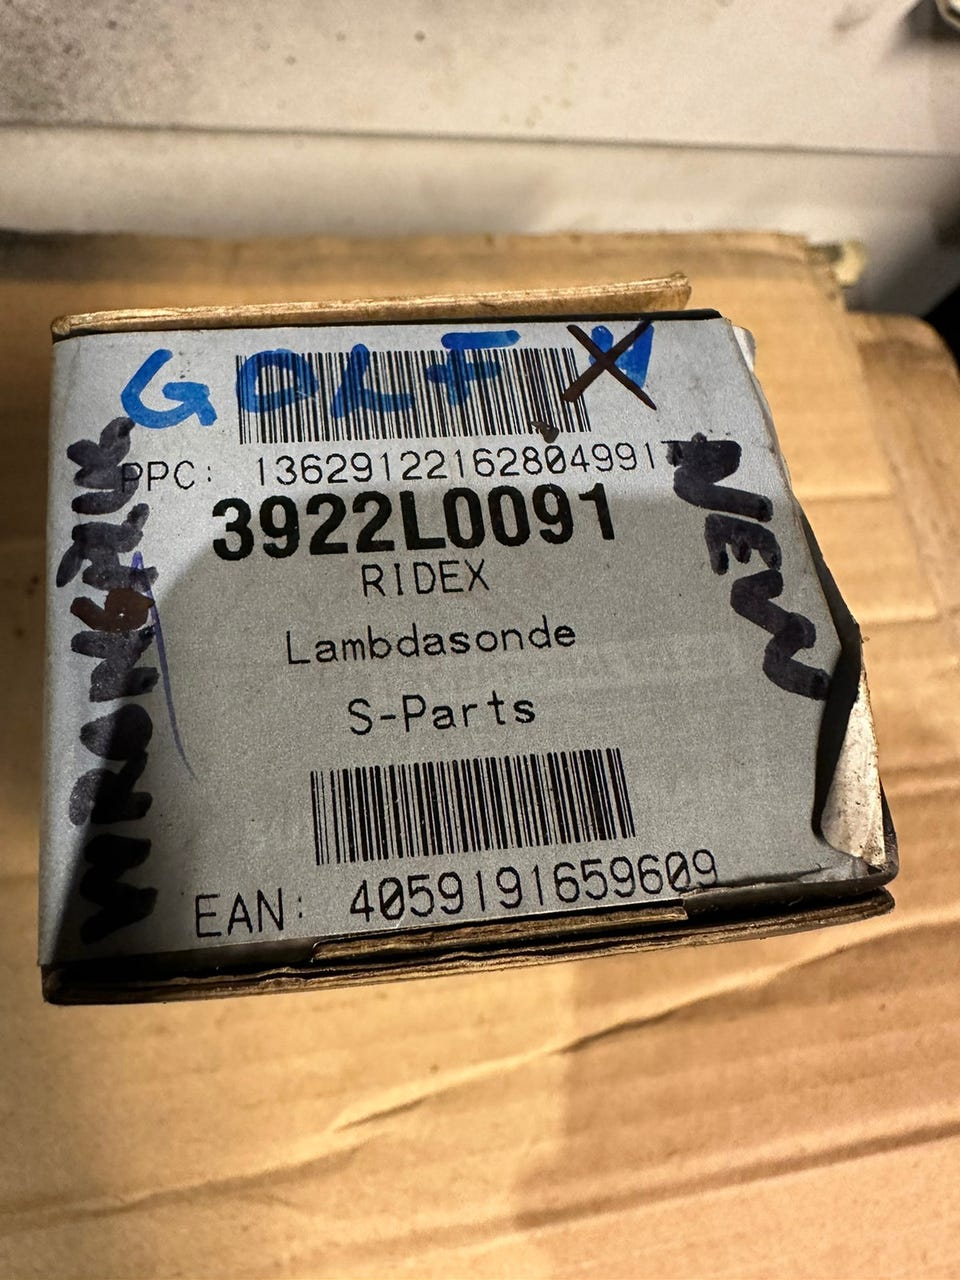 GOLF
PPC: 13629122162804991
3922L0091
RIDEX
Lambdasonde
S-Parts
EAN: 4059191659609
NEW